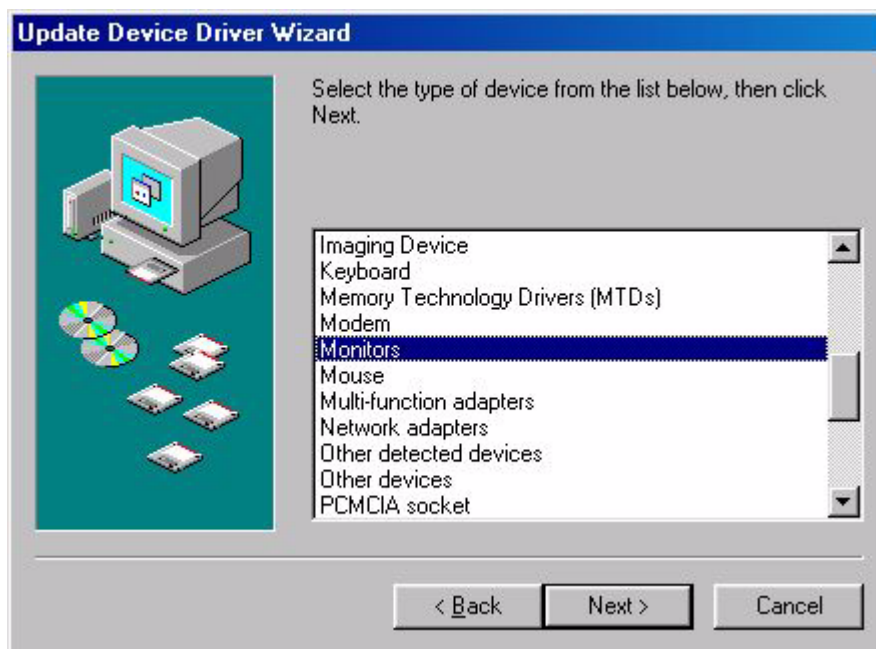 Update Device Driver Wizard
Select the type of device from the list below, then click
Next.
Imaging Device
Keyboard
Memory Technology Drivers (MTDs)
Modem
Monitors
Mouse
Multi-function adapters
Network adapters
Other detected devices
Other devices
PCMCIA socket
< Back
Next >
Cancel